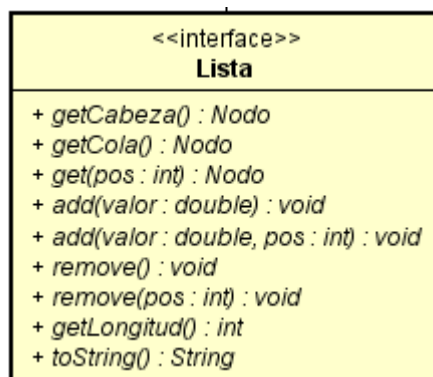 <<interface>>
Lista
+ getCabeza() : Nodo
+ getCola() : Nodo
+ get(pos : int) : Nodo
+ add(valor : double) : void
+ add(valor : double, pos : int) : void
+ remove() : void
+ remove(pos : int) : void
+ getLongitud() : int
+ toString() : String